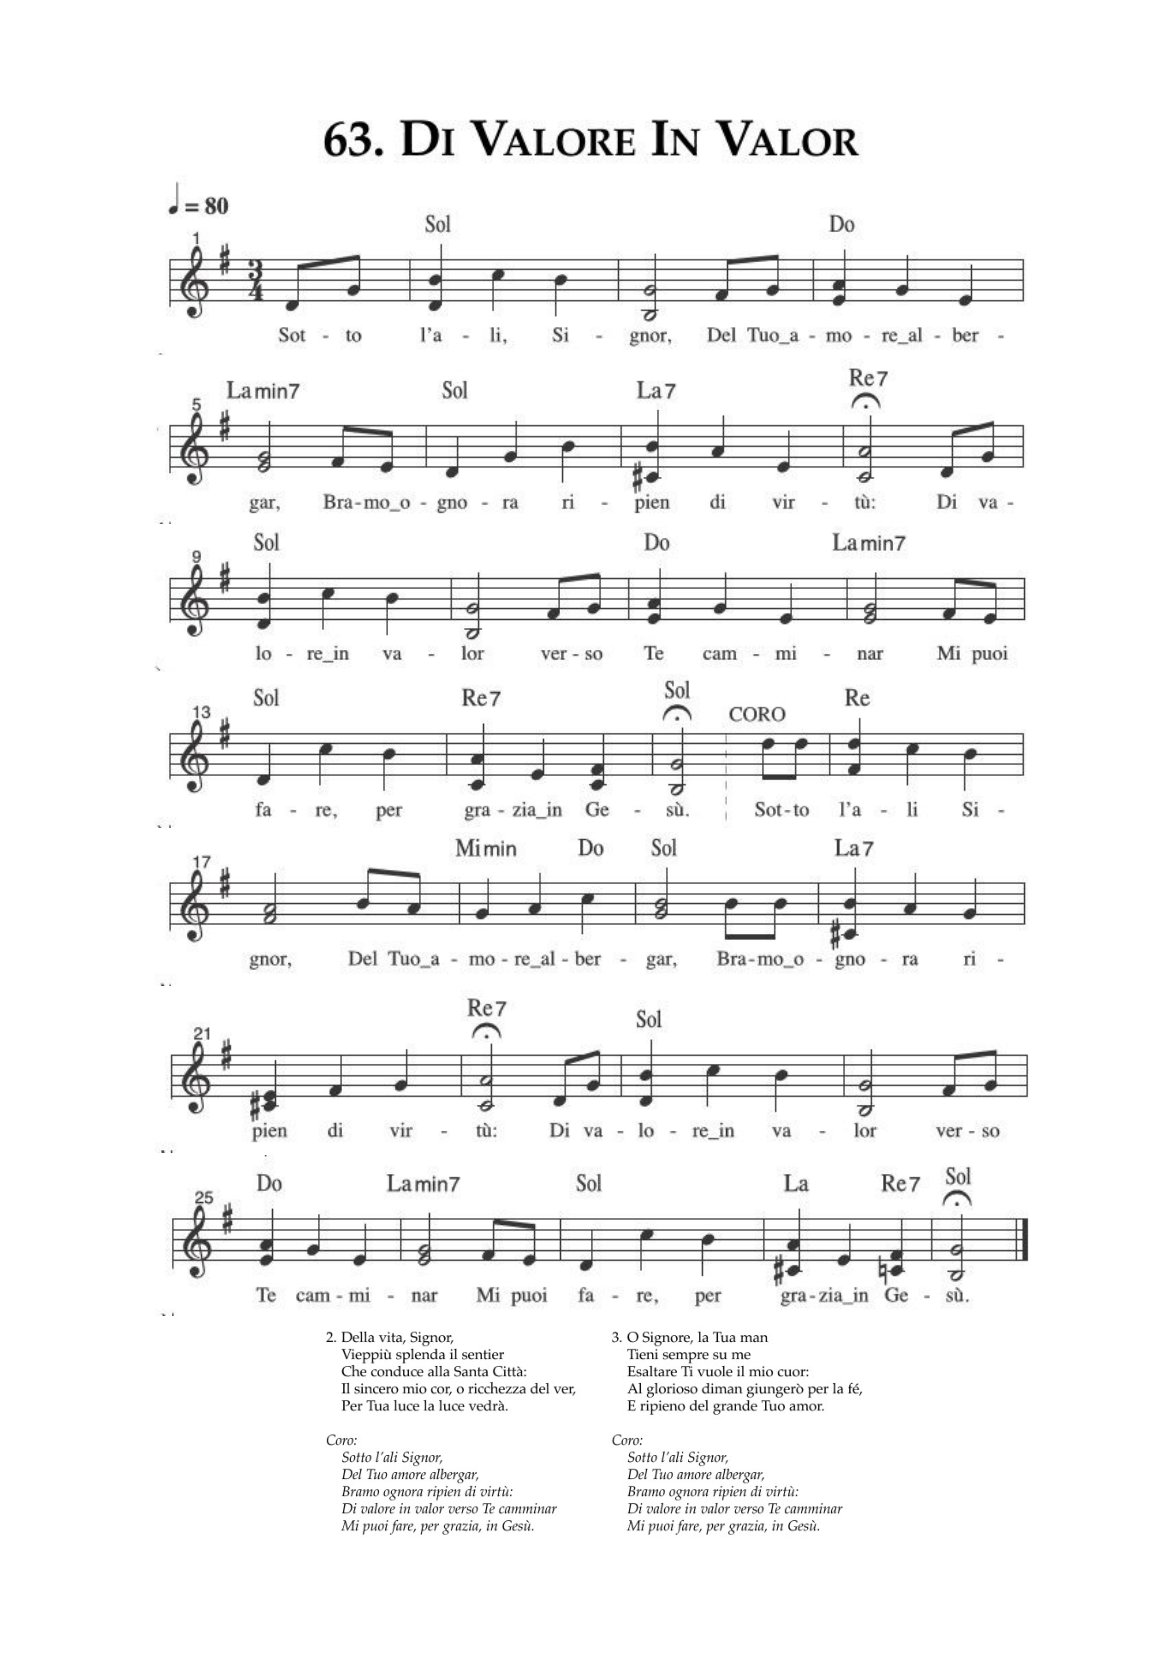 63. Di Valore In Valor
= 80
Sol Do
1
3
4
Sot - to l'a - li, Si - gnor, Del Tuo_a - mo - re_al - ber -
Lamin7 Sol La7 Re7
5
gar, Bra-mo_o - gno - ra ri - pien di vir - tù: Di va -
Sol Do Lamin7
9
lo - re_in va - lor ver - so Te cam - mi - nar Mi puoi
Sol Re7 Sol CORO Re
13
fa - re, per gra - zia_in Ge - sù. Sot-to l'a - li Si -
Mimin Do Sol La7
17
gnor, Del Tuo_a - mo - re_al - ber - gar, Bra-mo_o - gno - ra ri -
Re7 Sol
21
pien di vir - tù: Di va - lo - re_in va - lor ver - so
Do Lamin7 Sol La Re7 Sol
25
Te cam - mi - nar Mi puoi fa - re, per gra-zia_in Ge - sù.
2. Della vita, Signor,
Vieppiù splenda il sentier
Che conduce alla Santa Città:
Il sincero mio cor, o ricchezza del ver,
Per Tua luce la luce vedrà.
Coro:
Sotto l'ali Signor,
Del Tuo amore albergar,
Bramo ognora ripien di virtù:
Di valore in valor verso Te camminar
Mi puoi fare, per grazia, in Gesù.
3. O Signore, la Tua man
Tieni sempre su me
Esaltare Ti vuole il mio cuor:
Al glorioso diman giungerò per la fé,
E ripieno del grande Tuo amor.
Coro:
Sotto l'ali Signor,
Del Tuo amore albergar,
Bramo ognora ripien di virtù:
Di valore in valor verso Te camminar
Mi puoi fare, per grazia, in Gesù.